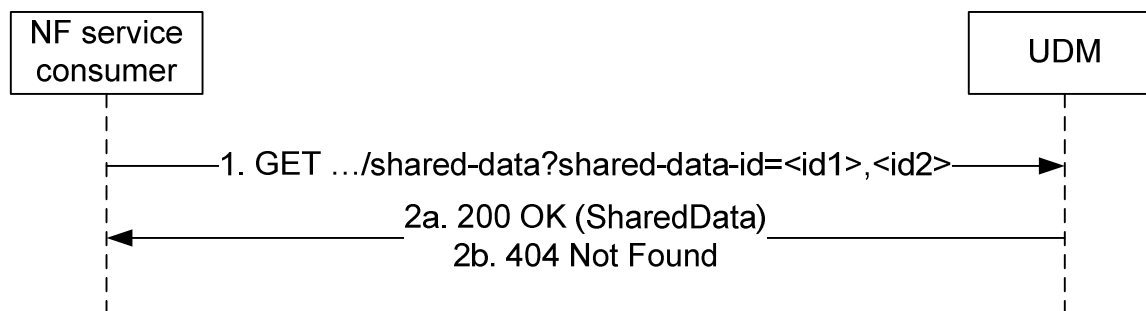 NF service
consumer
UDM
1. GET …/shared-data?shared-data-id=<id1>,<id2>
2a. 200 OK (SharedData)
2b. 404 Not Found